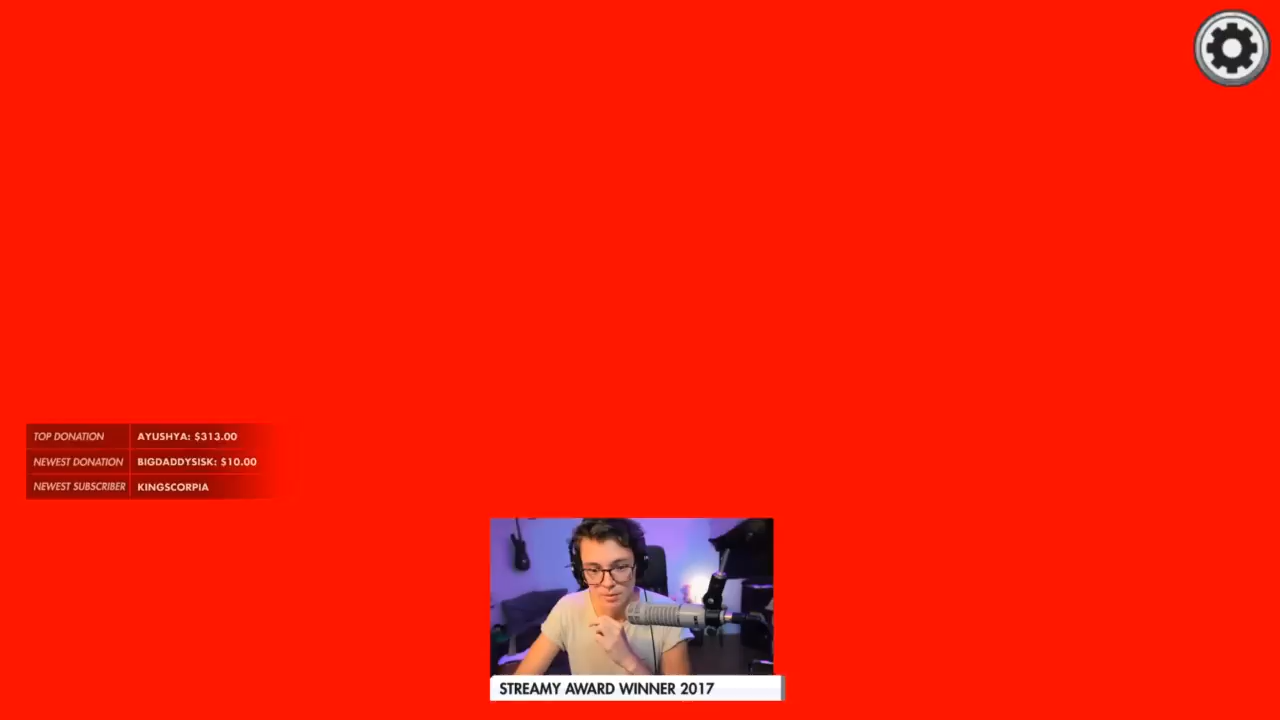 TOP DONATION AYUSHYA: $313.00
NEWEST DONATION BIGDADDYSISK: $10.00
NEWEST SUBSCRIBER KINGSCORPIA
STREAMY AWARD WINNER 2017